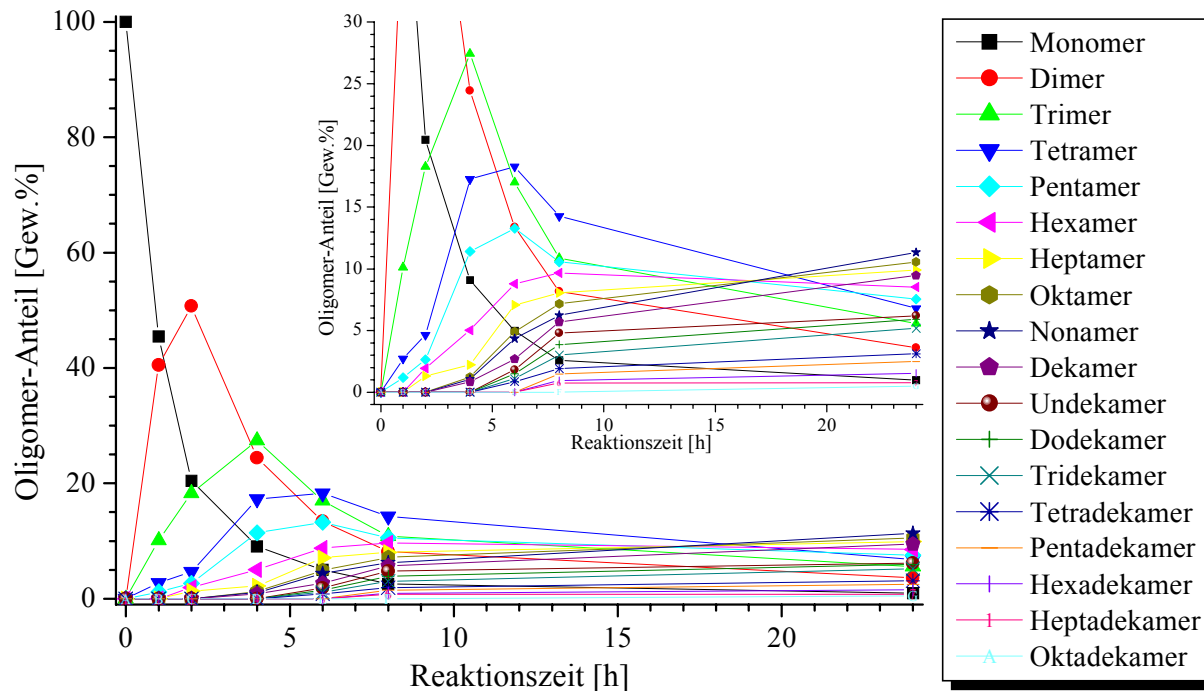 100
80
60
40
20
0
Oligomer-Anteil [Gew.%]
0
5
10
15
20
Reaktionszeit [h]
30
25
20
15
10
5
0
Oligomer-Anteil [Gew.%]
0
5
10
15
20
Reaktionszeit [h]
Monomer
Dimer
Trimer
Tetramer
Pentamer
Hexamer
Heptamer
Oktamer
Nonamer
Dekamer
Undekamer
Dodekamer
Tridekamer
Tetradekamer
Pentadekamer
Hexadekamer
Heptadekamer
Oktadekamer